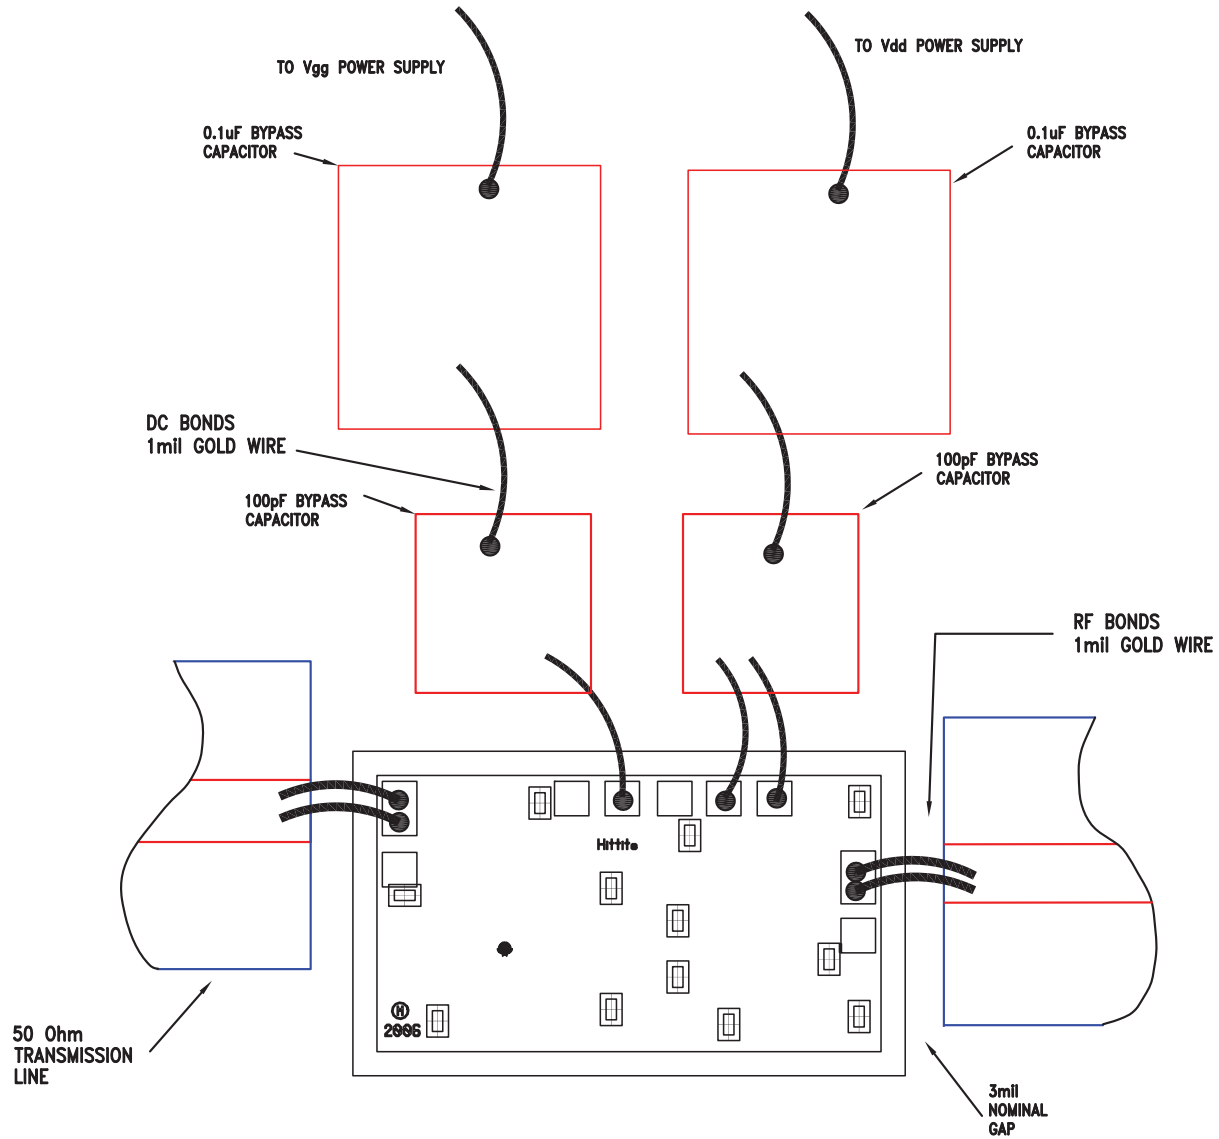 TO Vgg POWER SUPPLY
TO Vdd POWER SUPPLY
0.1uF BYPASS
CAPACITOR
0.1uF BYPASS
CAPACITOR
DC BONDS
1mil GOLD WIRE
100pF BYPASS
CAPACITOR
100pF BYPASS
CAPACITOR
RF BONDS
1mil GOLD WIRE
Hittite
H
2006
50 Ohm
TRANSMISSION
LINE
3mil
NOMINAL
GAP